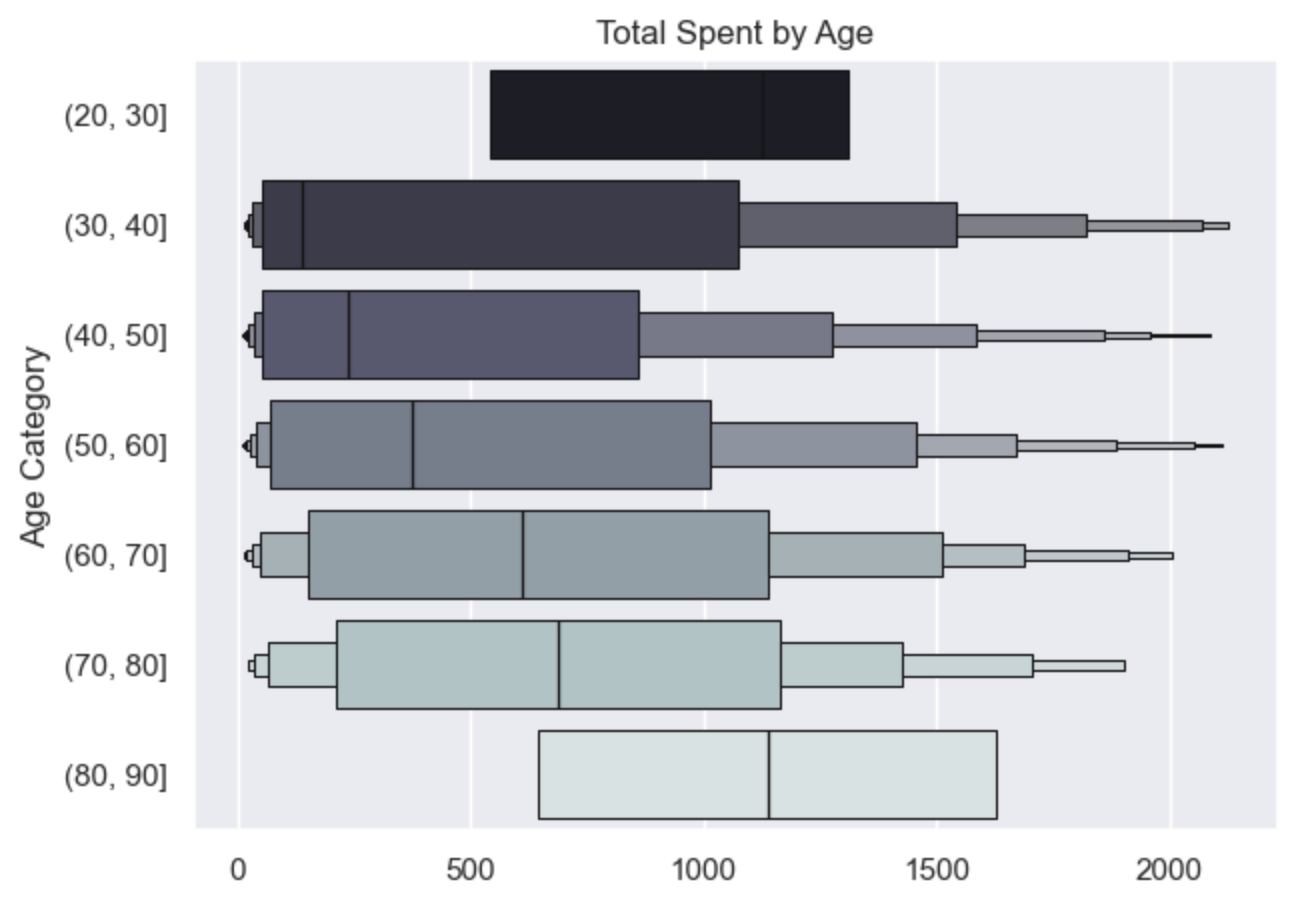 Total Spent by Age
Age Category
(20, 30]
(30, 40]
(40, 50]
(50, 60]
(60, 70]
(70, 80]
(80, 90]
0 500 1000 1500 2000